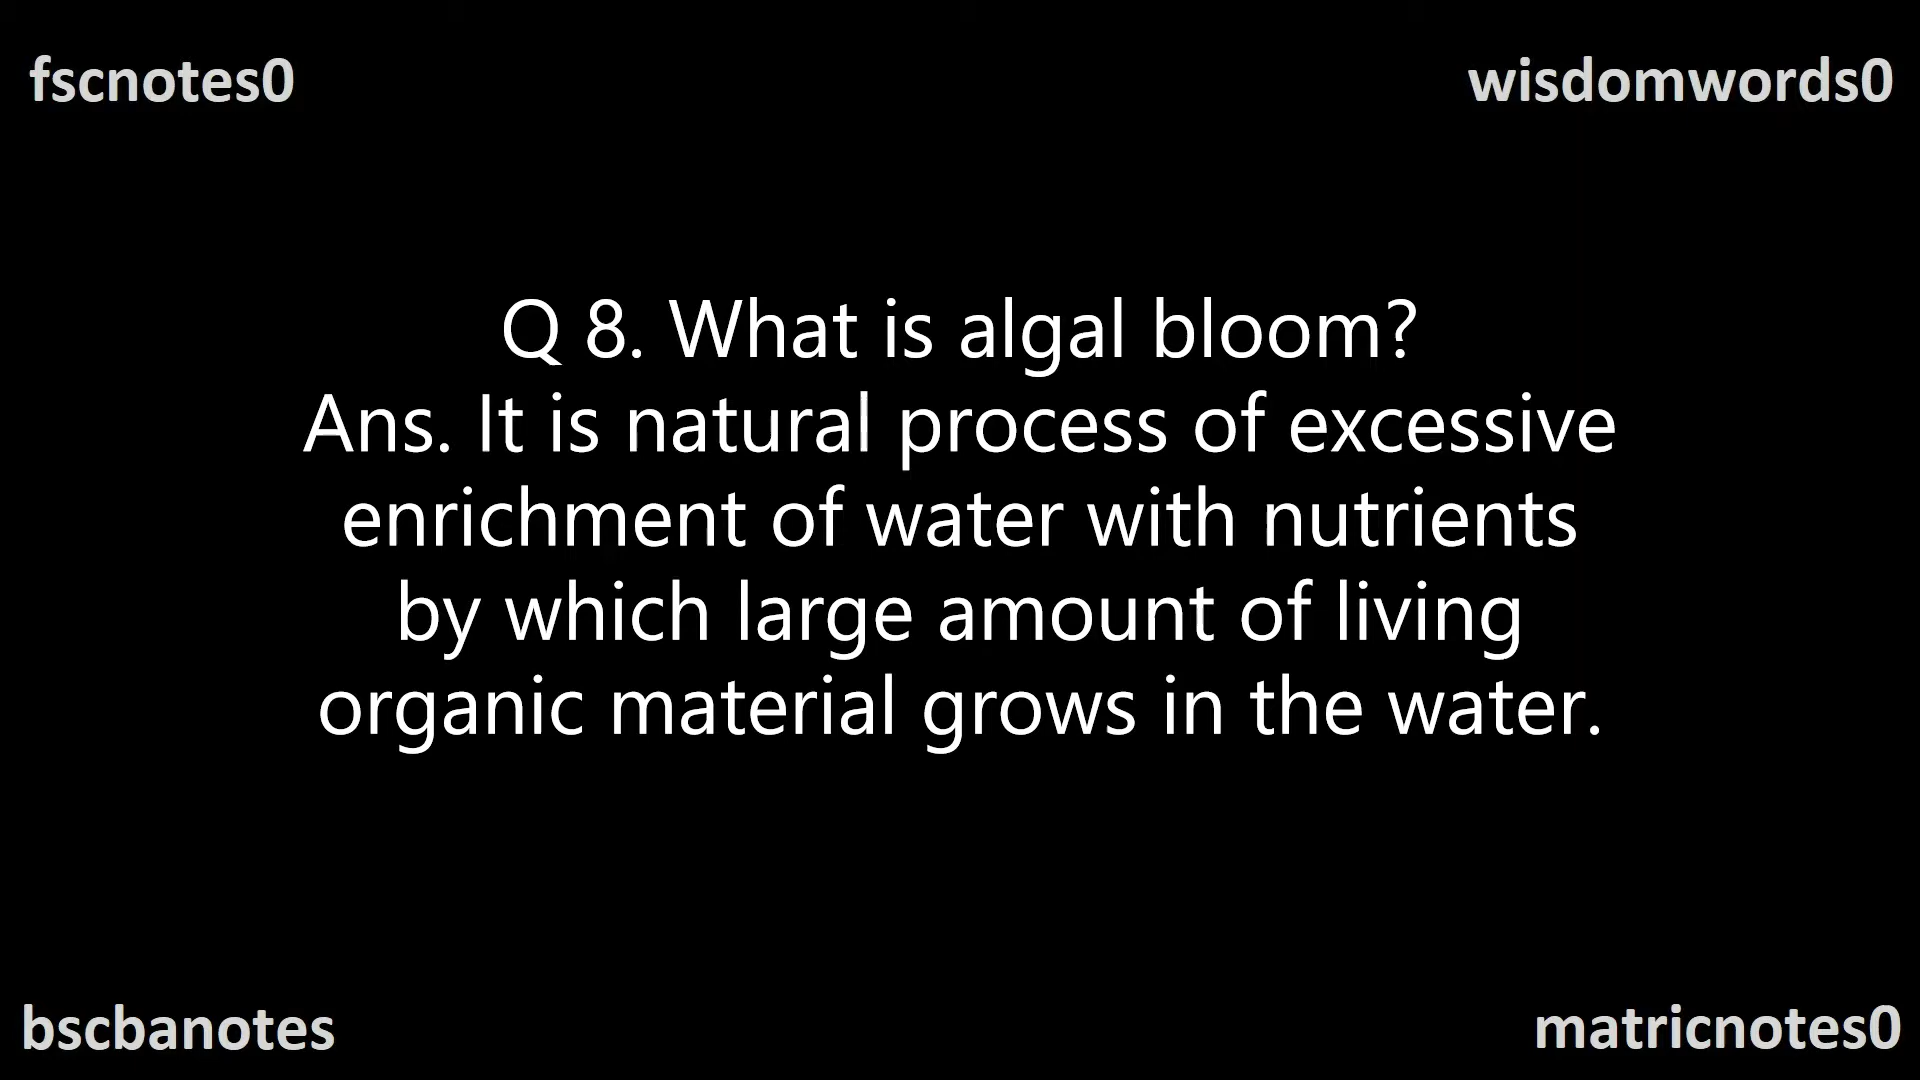 fscnotes0
wisdomwords0
Q 8. What is algal bloom?
Ans. It is natural process of excessive
enrichment of water with nutrients
by which large amount of living
organic material grows in the water.
bscbanotes
matricnotes0